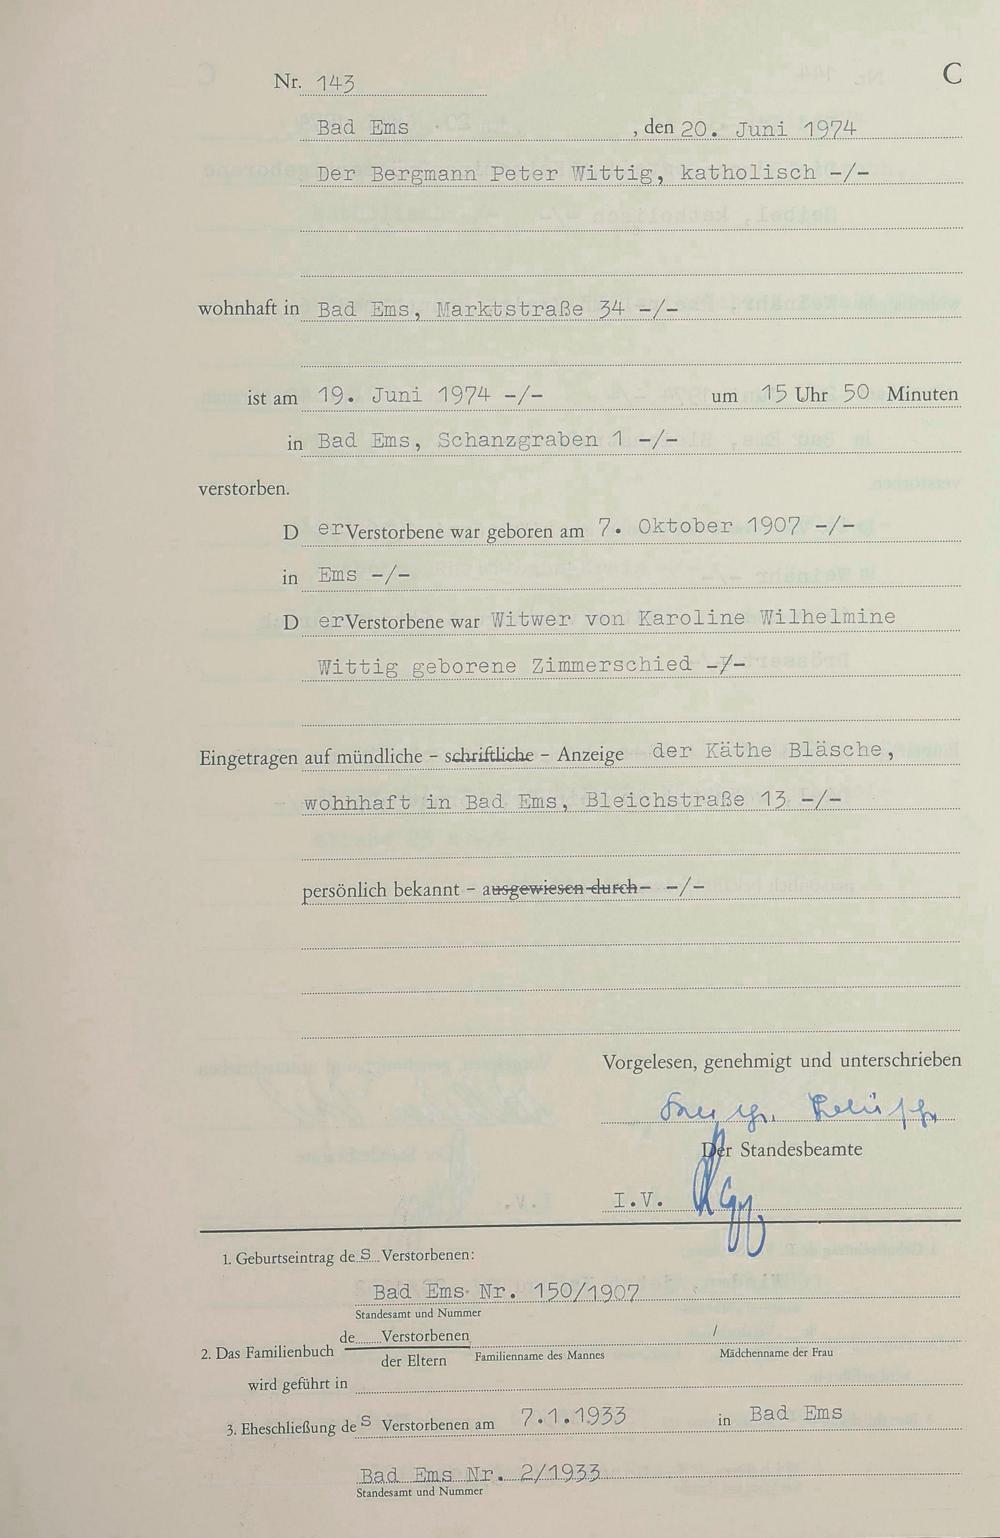 C
Nr. 143
Bad Ems , den 20. Juni 1974
Der Bergmann Peter Wittig, katholisch -/-
wohnhaft in Bad Ems, Marktstraße 34 -/-
ist am 19. Juni 1974 -/- um 15 Uhr 50 Minuten
in Bad Ems, Schanzgraben 1 -/-
verstorben.
D er Verstorbene war geboren am 7. Oktober 1907 -/-
in Ems -/-
D er Verstorbene war Witwer von Karoline Wilhelmine
Wittig geborene Zimmerschied -/-
Eingetragen auf mündliche - schriftliche - Anzeige der Käthe Bläsche,
wohnhaft in Bad Ems, Bleichstraße 13 -/-
persönlich bekannt - ausgewiesen durch - -/-
Vorgelesen, genehmigt und unterschrieben
Der Standesbeamte
I.V.
1. Geburtseintrag des Verstorbenen:
Bad Ems Nr. 150/1907
Standesamt und Nummer
de Verstorbenen /
2. Das Familienbuch der Eltern Familienname des Mannes Mädchenname der Frau
wird geführt in
3. Eheschließung des Verstorbenen am 7.1.1933 in Bad Ems
Bad Ems Nr. 2/1933
Standesamt und Nummer